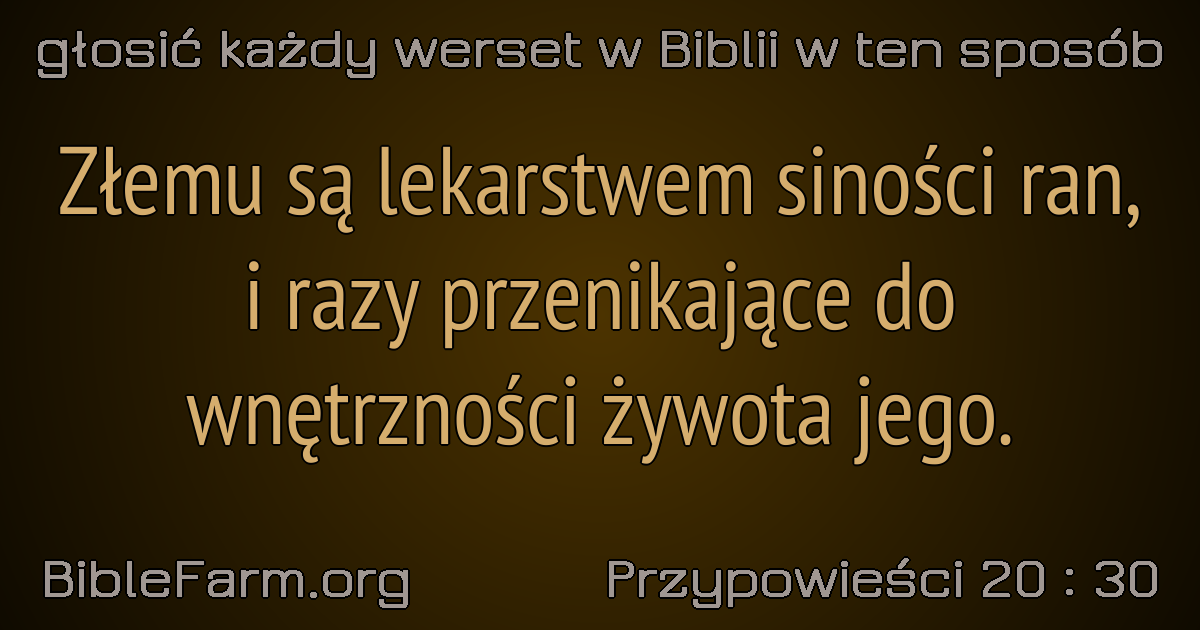 głosić każdy werset w Biblii w ten sposób
Złemu są lekarstwem siności ran,
i razy przenikające do
wnętrzności żywota jego.
BibleFarm.org
Przypowieści 20 : 30